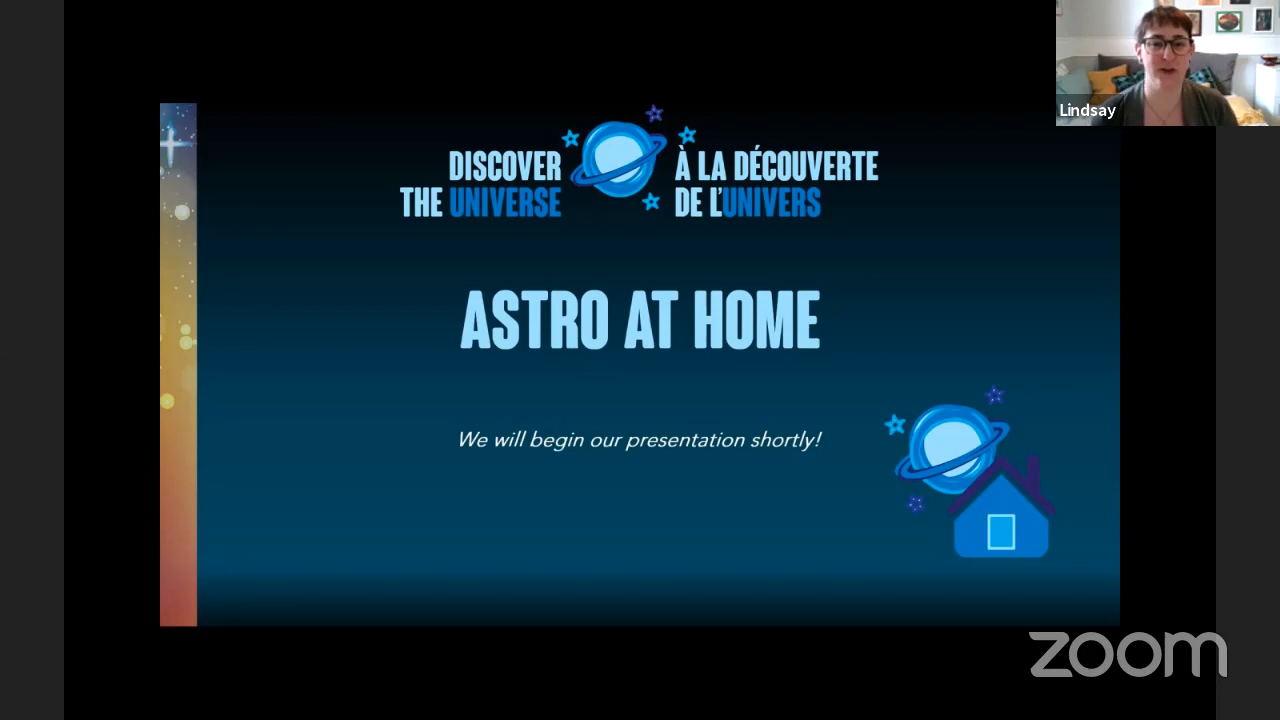 Lindsay
DISCOVER
THE UNIVERSE
À LA DÉCOUVERTE
DE L'UNIVERS
ASTRO AT HOME
We will begin our presentation shortly!
zoom